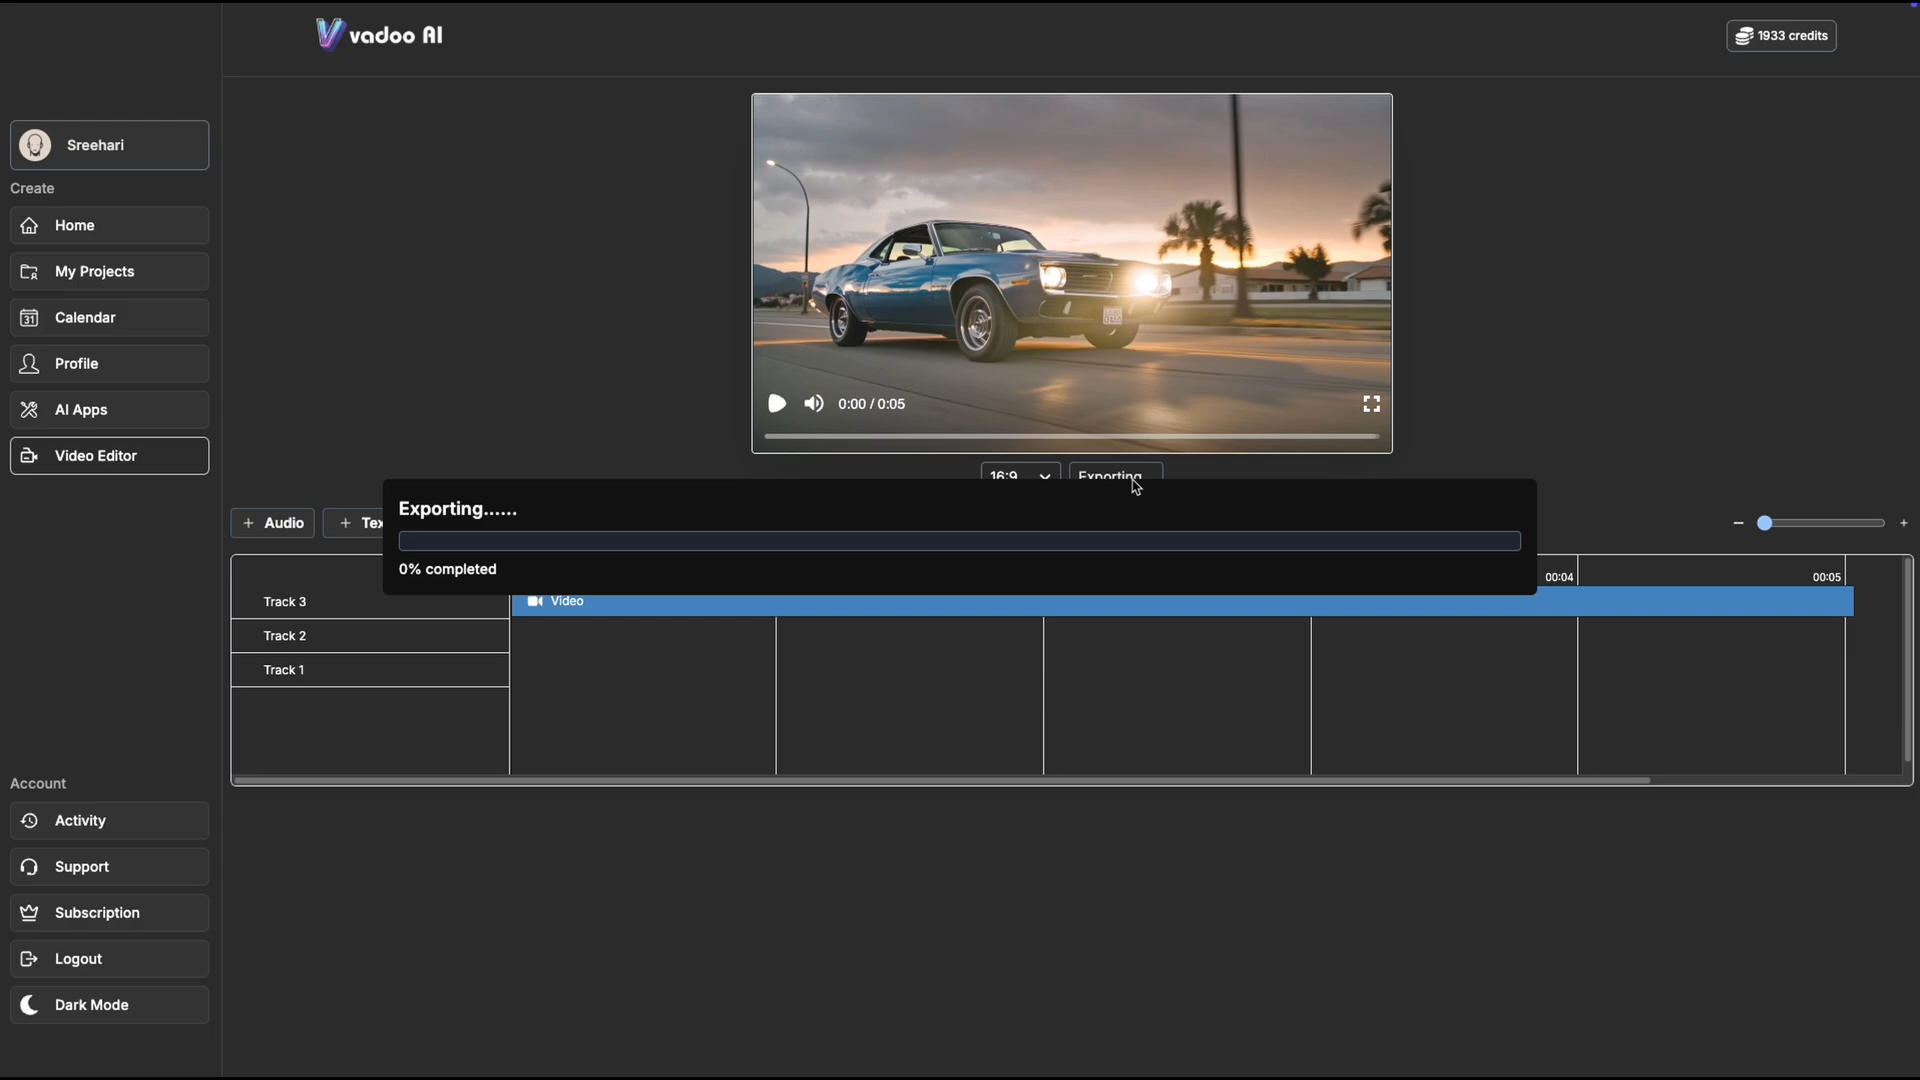 vadoo AI
1933 credits
Sreehari
Create
Home
My Projects
31
Calendar
Profile
AI Apps
Video Editor
0:00 / 0:05
16:9
Exporting
Exporting......
0% completed
+ Audio
+ Tex
00:04
00:05
Track 3
Video
Track 2
Track 1
Account
Activity
Support
Subscription
Logout
Dark Mode